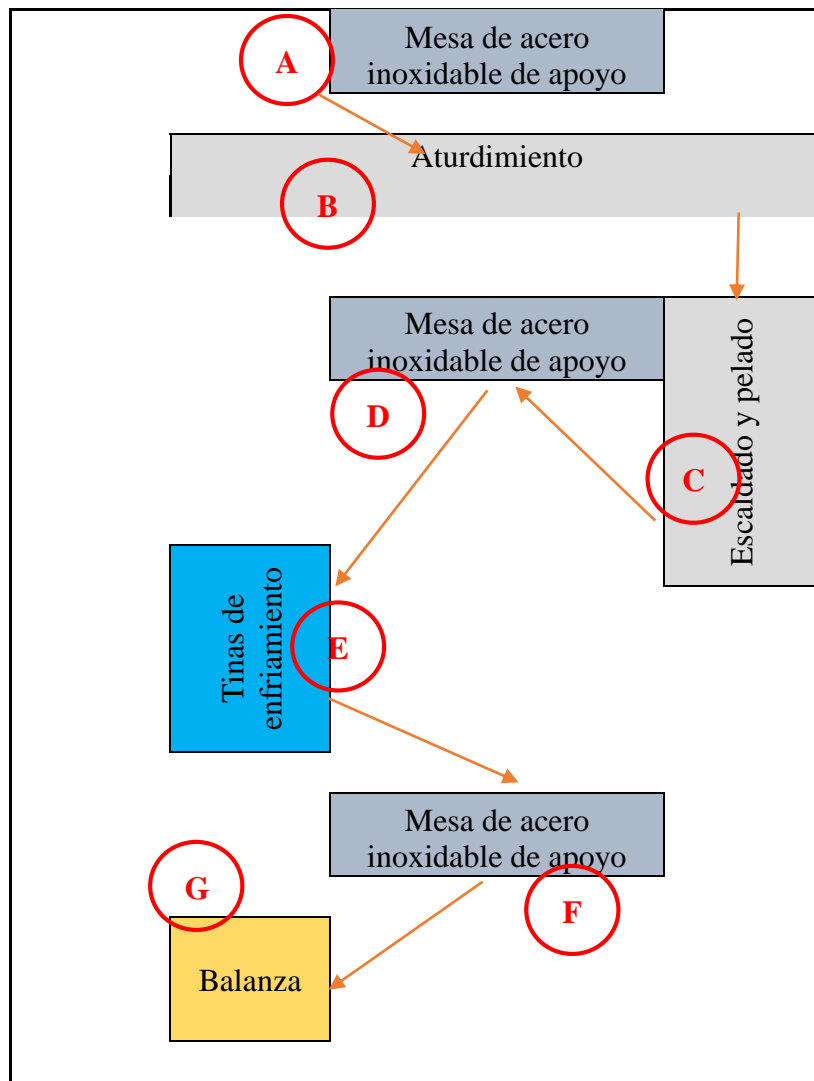 Mesa de acero
inoxidable de apoyo
A
Aturdimiento
B
Mesa de acero
inoxidable de apoyo
D
Escaldado y pelado
C
Tinas de
enfriamiento
E
Mesa de acero
inoxidable de apoyo
G
F
Balanza